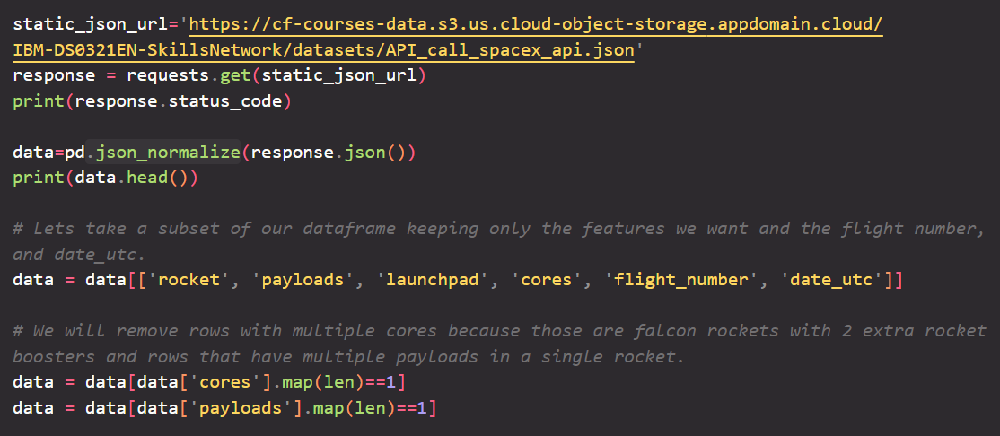 static_json_url='https://cf-courses-data.s3.us.cloud-object-storage.appdomain.cloud/
IBM-DS0321EN-SkillsNetwork/datasets/API_call_spacex_api.json'
response = requests.get(static_json_url)
print(response.status_code)
data=pd.json_normalize(response.json())
print(data.head())
# Lets take a subset of our dataframe keeping only the features we want and the flight number,
and date_utc.
data = data[['rocket', 'payloads', 'launchpad', 'cores', 'flight_number', 'date_utc']]
# We will remove rows with multiple cores because those are falcon rockets with 2 extra rocket
boosters and rows that have multiple payloads in a single rocket.
data = data[data['cores'].map(len)==1]
data = data[data['payloads'].map(len)==1]